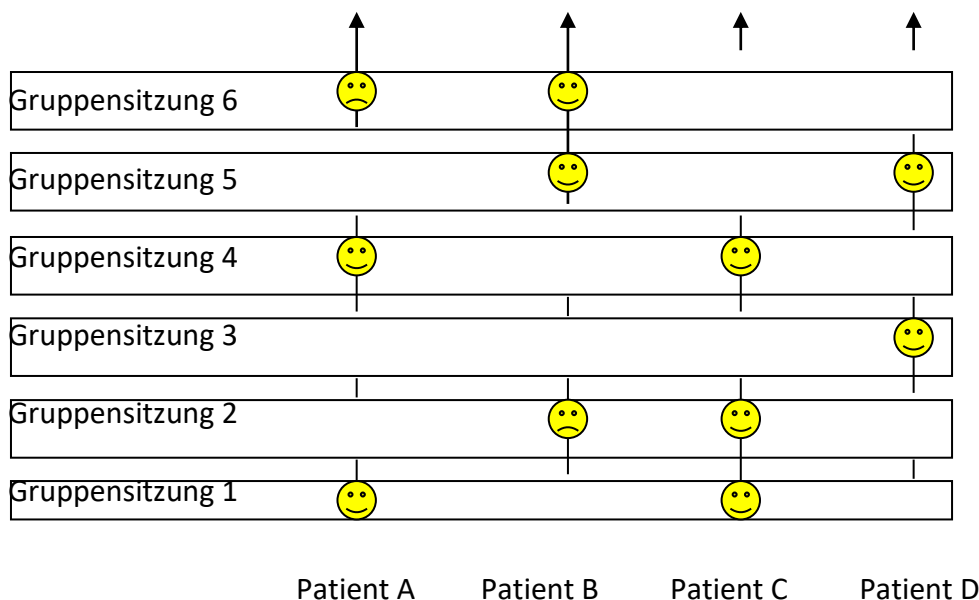 Gruppensitzung 6
Gruppensitzung 5
Gruppensitzung 4
Gruppensitzung 3
Gruppensitzung 2
Gruppensitzung 1
Patient A Patient B Patient C Patient D